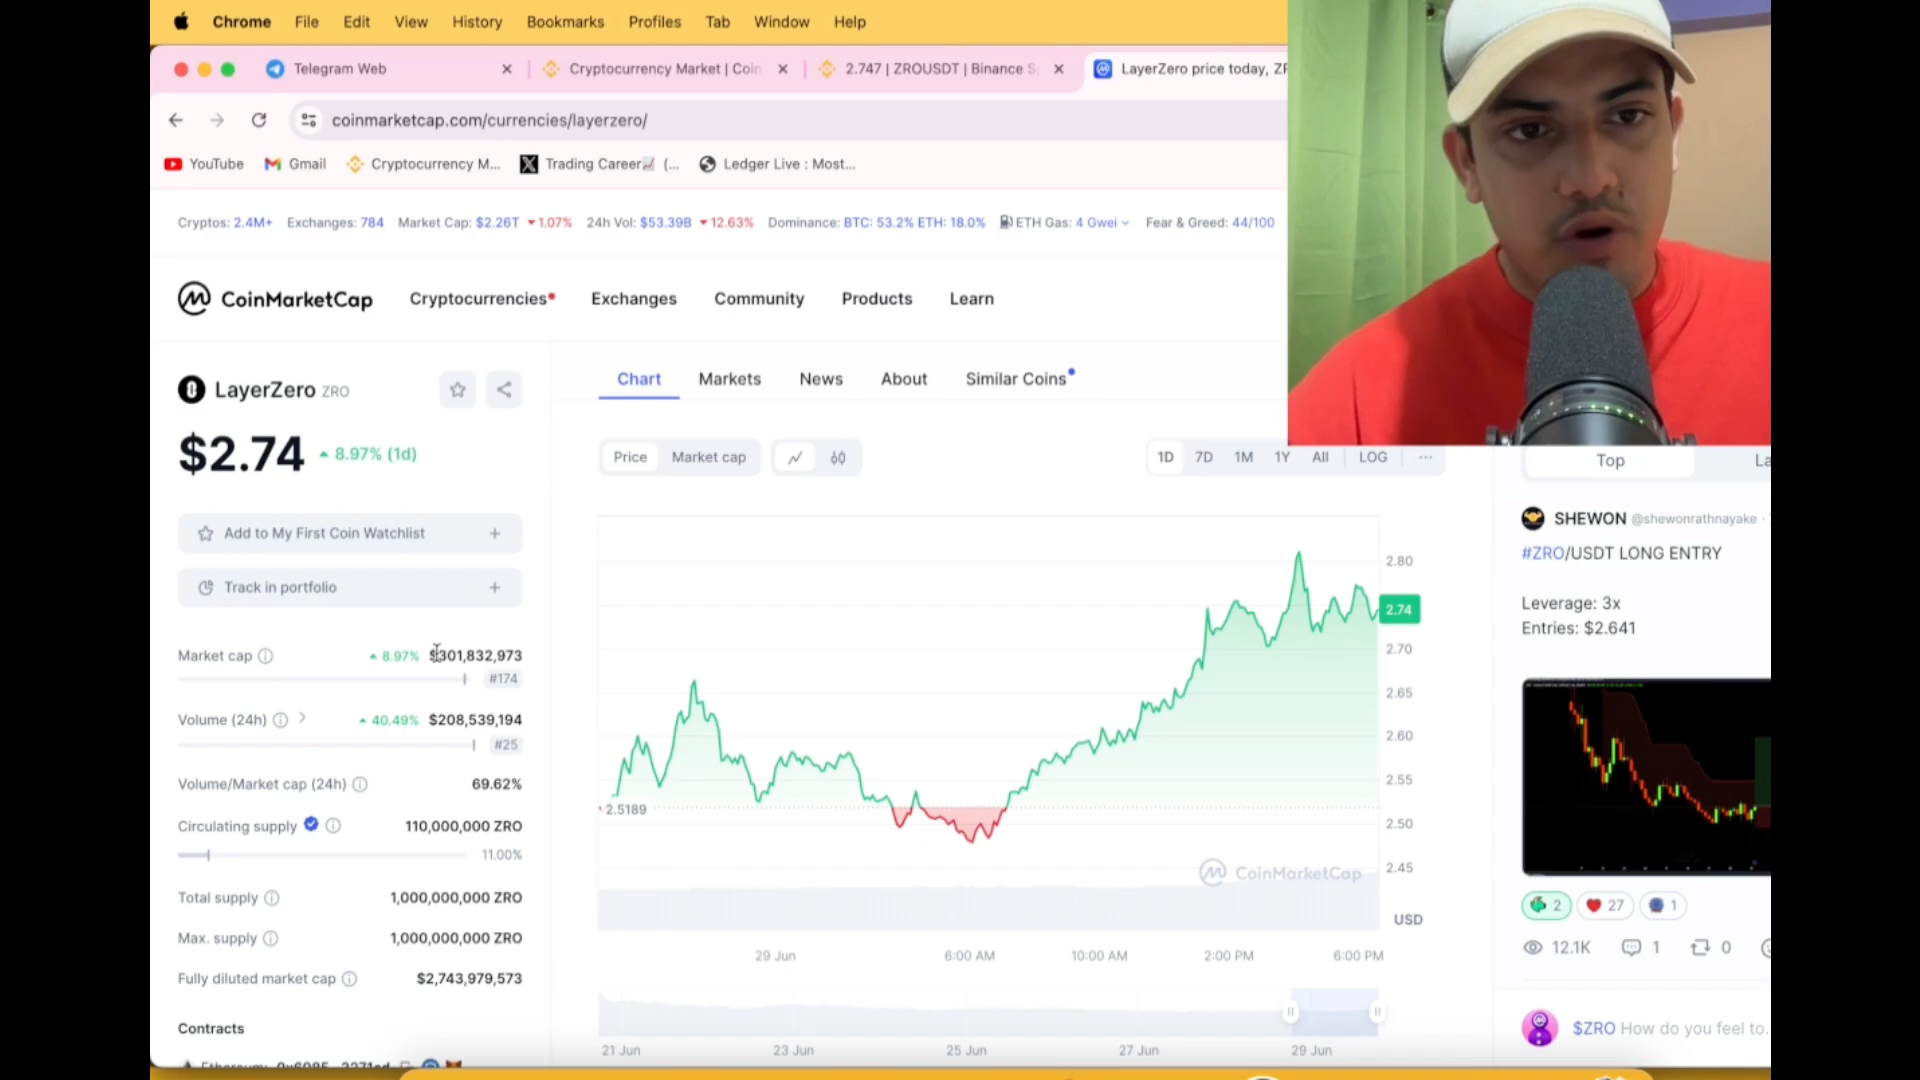 Chrome File Edit View History Bookmarks Profiles Tab Window Help
Telegram Web
Cryptocurrency Market | Coin
2.747 | ZROUSDT | Binance S
LayerZero price today, ZR
coinmarketcap.com/currencies/layerzero/
YouTube Gmail Cryptocurrency M... Trading Career (... Ledger Live : Most...
Cryptos: 2.4M+ Exchanges: 784 Market Cap: $2.26T 1.07% 24h Vol: $53.39B 12.63% Dominance: BTC: 53.2% ETH: 18.0% ETH Gas: 4 Gwei Fear & Greed: 44/100
CoinMarketCap Cryptocurrencies Exchanges Community Products Learn
LayerZero ZRO
$2.74 8.97% (1d)
Add to My First Coin Watchlist +
Track in portfolio +
Market cap 8.97% $301,832,973
#174
Volume (24h) 40.49% $208,539,194
#25
Volume/Market cap (24h) 69.62%
Circulating supply 110,000,000 ZRO
11.00%
Total supply 1,000,000,000 ZRO
Max. supply 1,000,000,000 ZRO
Fully diluted market cap $2,743,979,573
Contracts
Chart Markets News About Similar Coins
Price Market cap
1D 7D 1M 1Y All LOG ...
2.80
2.74
2.70
2.65
2.60
2.55
2.5189
2.50
2.45
CoinMarketCap
USD
29 Jun 6:00 AM 10:00 AM 2:00 PM 6:00 PM
21 Jun 23 Jun 25 Jun 27 Jun 29 Jun
Top
SHEWON @shewonrathnayake ·
#ZRO/USDT LONG ENTRY
Leverage: 3x
Entries: $2.641
2 27 1
12.1K 1 0
$ZRO How do you feel to.